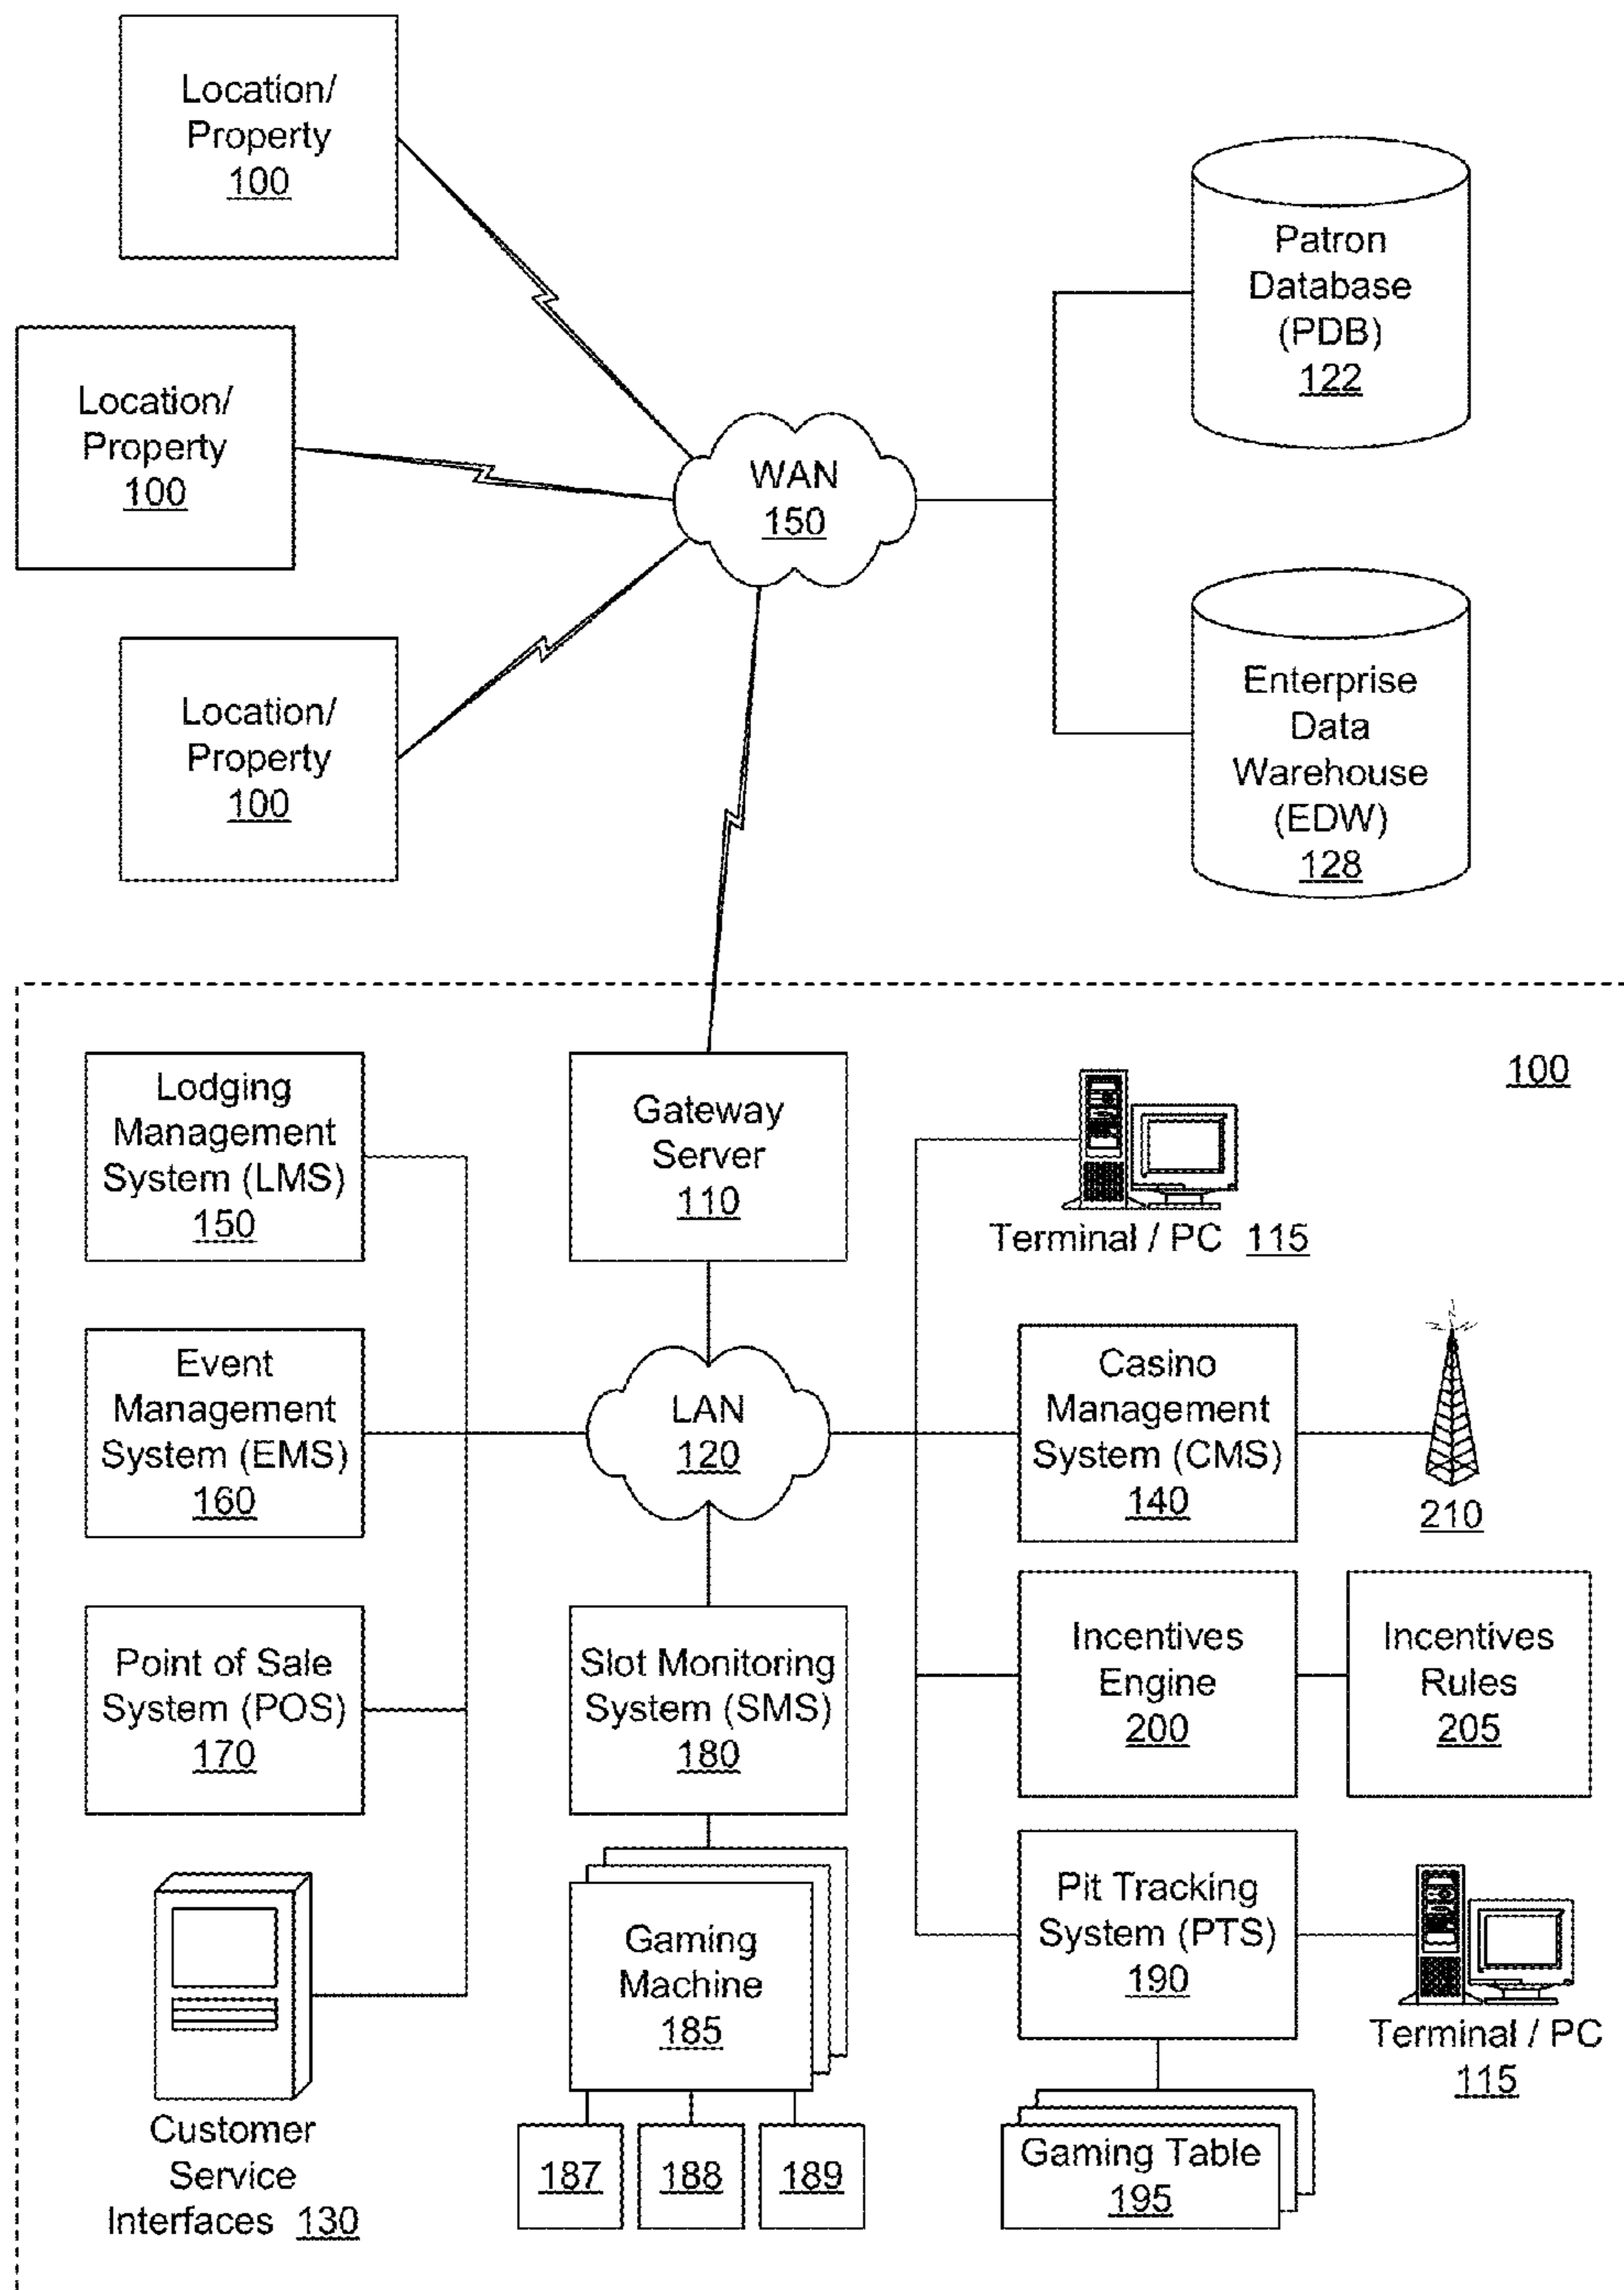 Location/
Property
100
Location/
Property
100
Location/
Property
100
WAN
150
Patron
Database
(PDB)
122
Enterprise
Data
Warehouse
(EDW)
128
100
Lodging
Management
System (LMS)
150
Gateway
Server
110
Terminal / PC 115
Event
Management
System (EMS)
160
LAN
120
Casino
Management
System (CMS)
140
210
Point of Sale
System (POS)
170
Slot Monitoring
System (SMS)
180
Incentives
Engine
200
Incentives
Rules
205
Customer
Service
Interfaces 130
Gaming
Machine
185
187
188
189
Pit Tracking
System (PTS)
190
Terminal / PC
115
Gaming Table
195